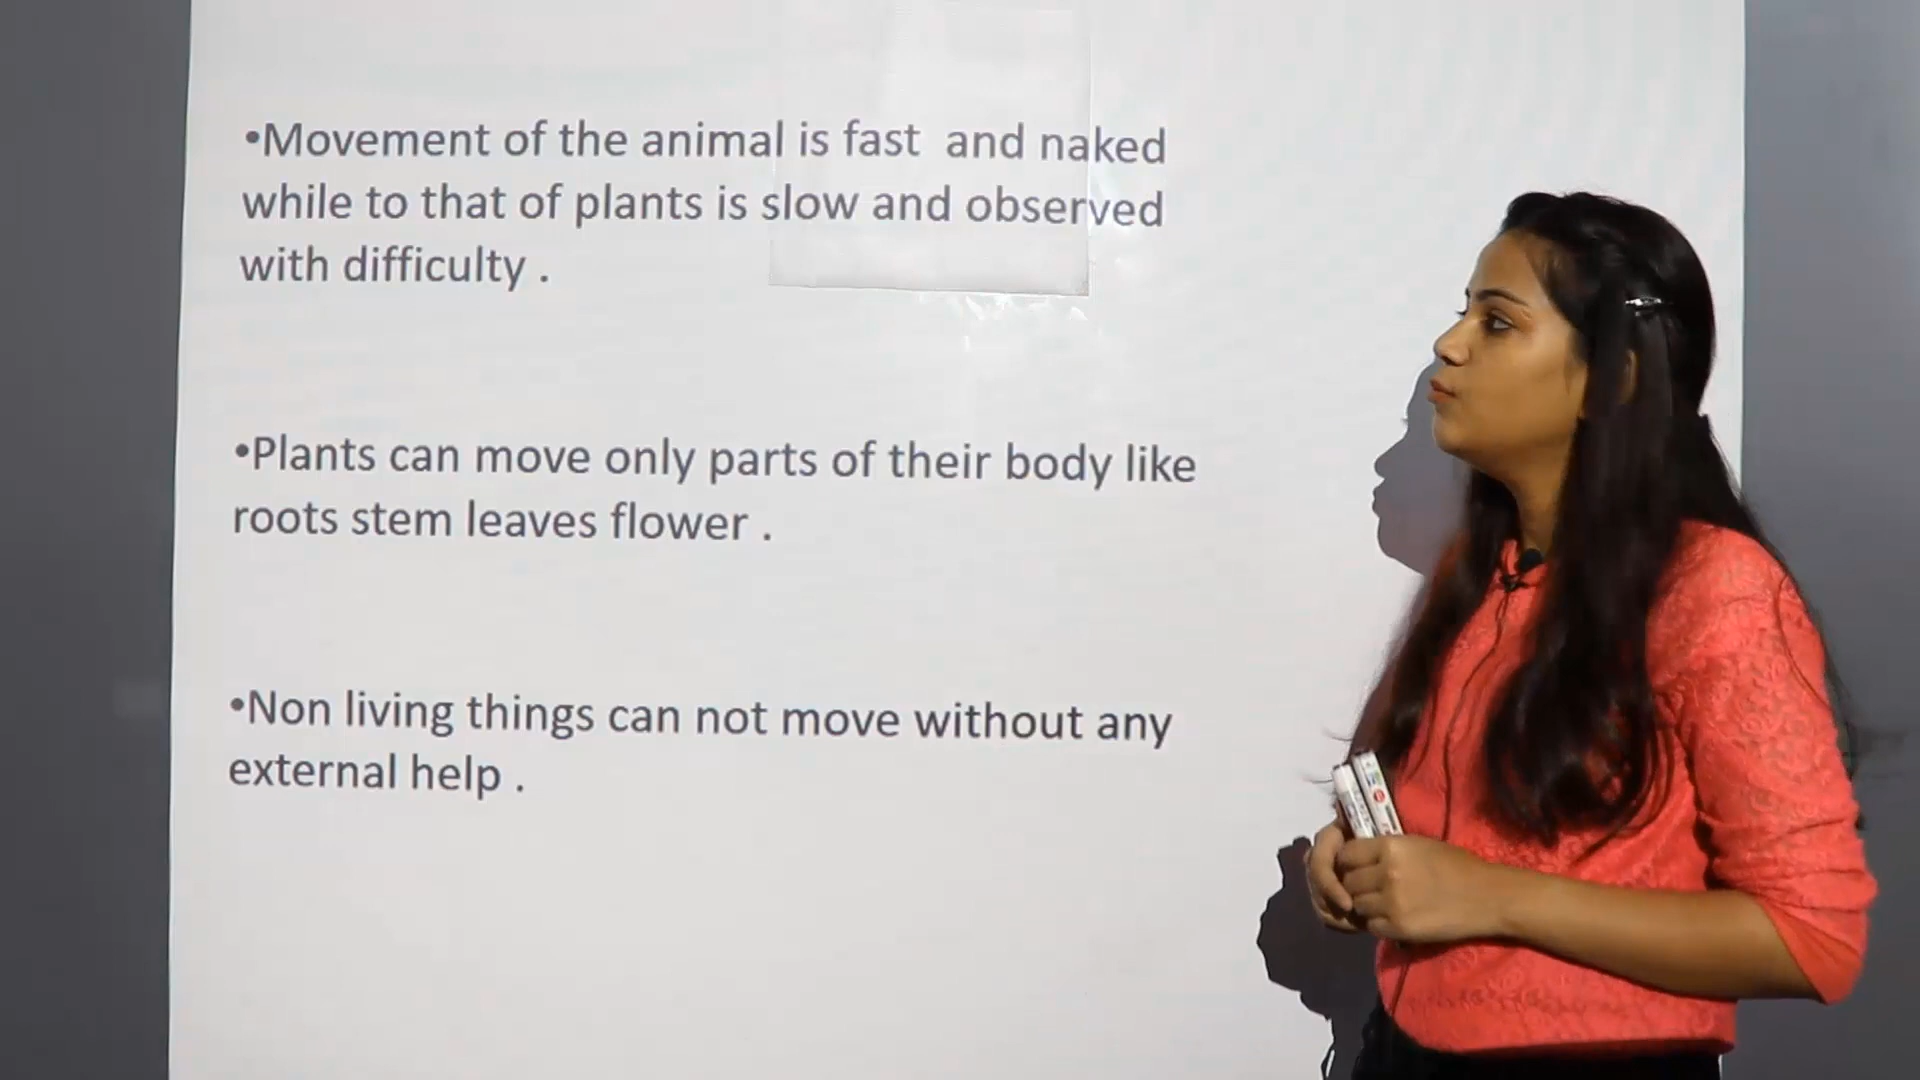 •Movement of the animal is fast and naked
while to that of plants is slow and observed
with difficulty .
•Plants can move only parts of their body like
roots stem leaves flower .
•Non living things can not move without any
external help .